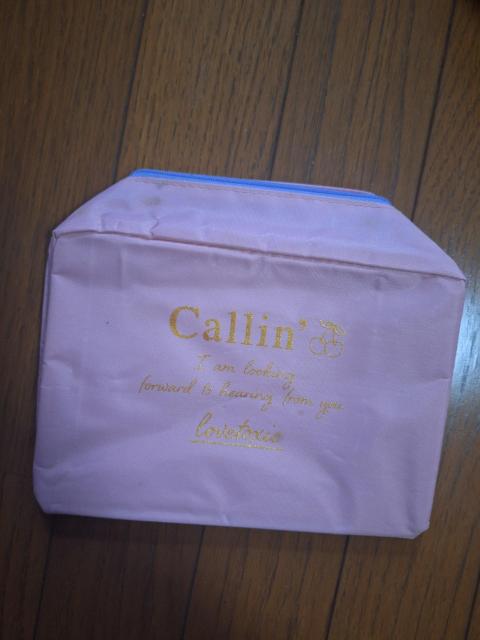 Callin'
I am looking
forward to hearing from you
lovetoxic